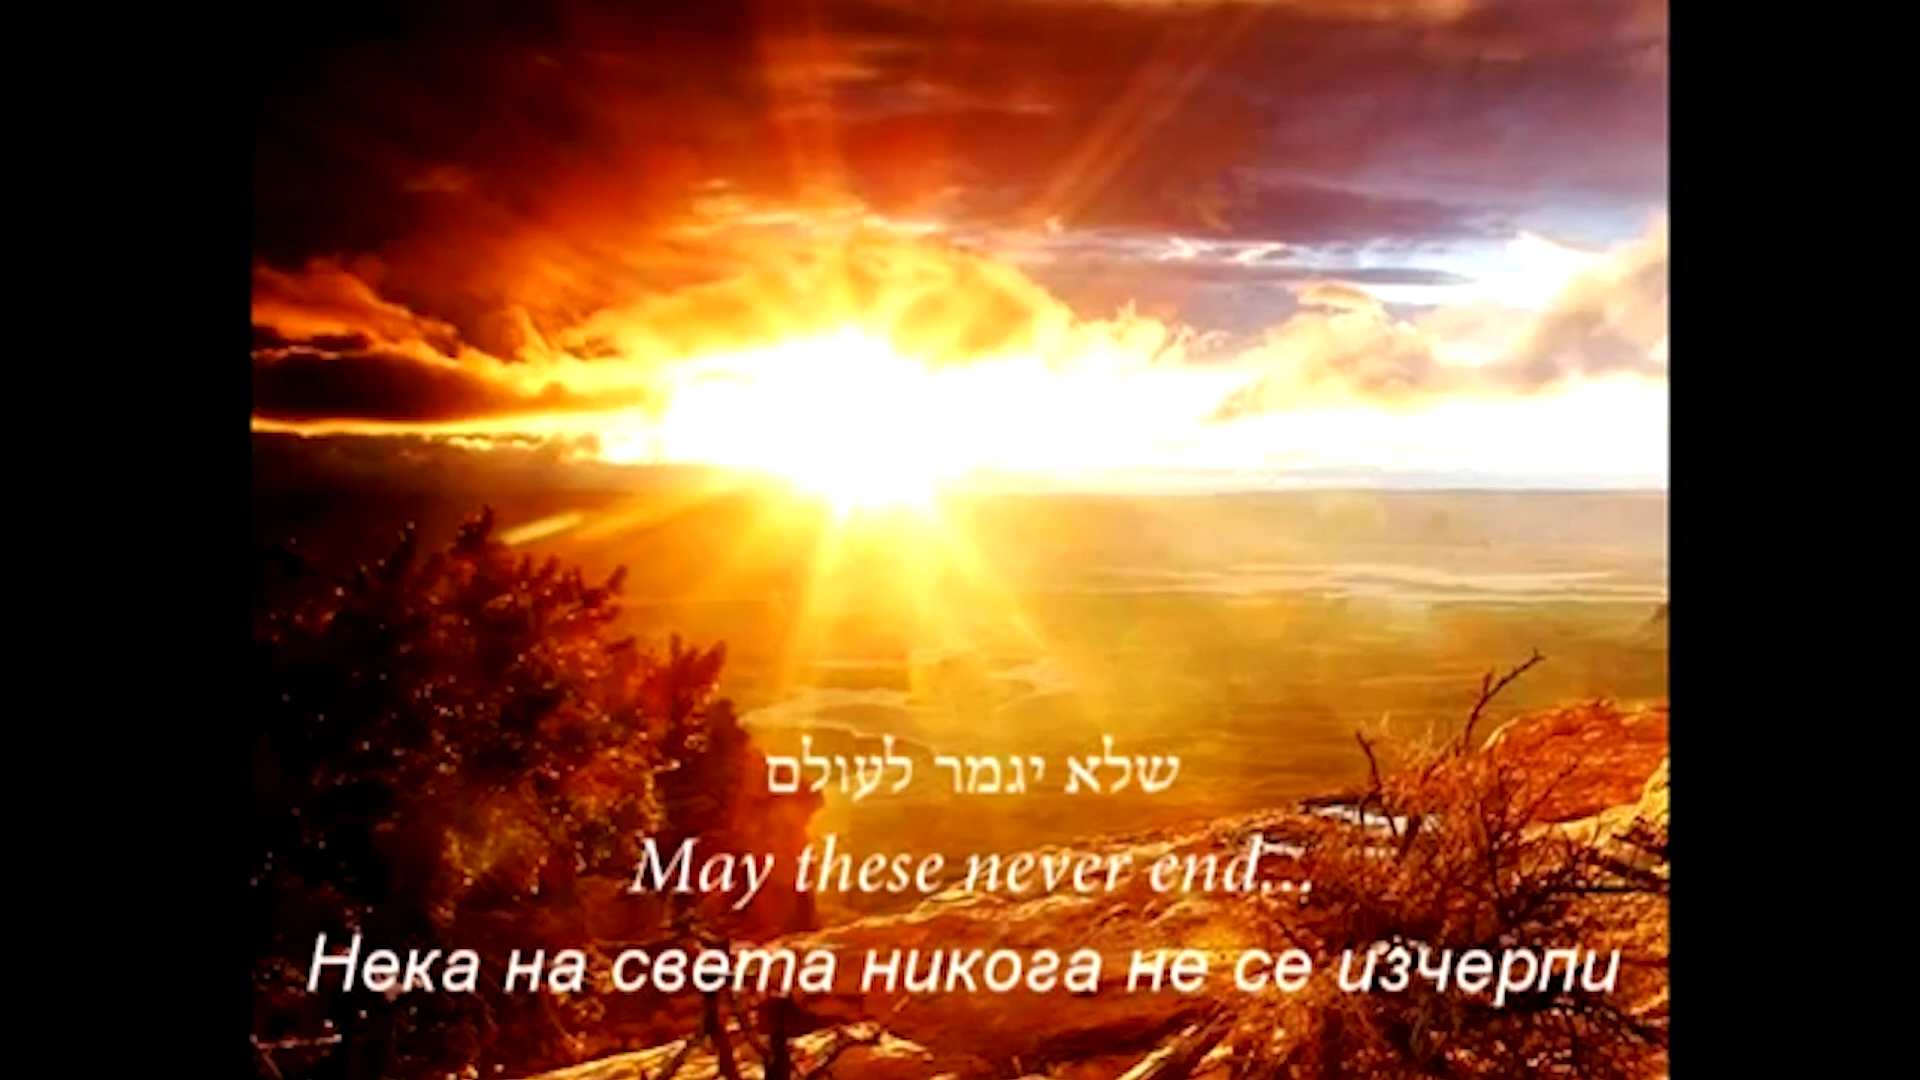 שלא יגמר לעולם
May these never end...
Нека на света никога не се изчерпи